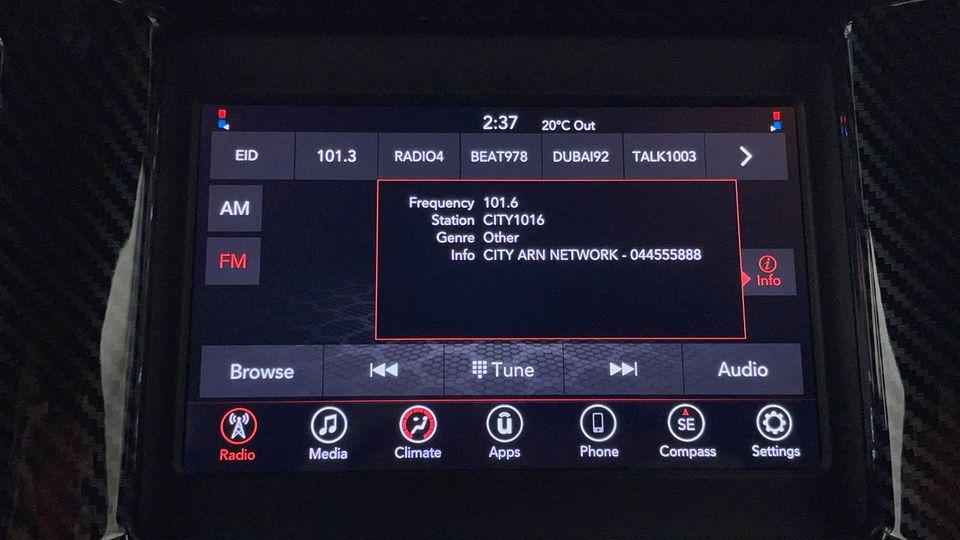 2:37 20°C Out
EID 101.3 RADIO4 BEAT978 DUBAI92 TALK1003
AM
FM
Frequency 101.6
Station CITY1016
Genre Other
Info CITY ARN NETWORK - 044555888
Info
Browse Tune Audio
SE
Radio Media Climate Apps Phone Compass Settings